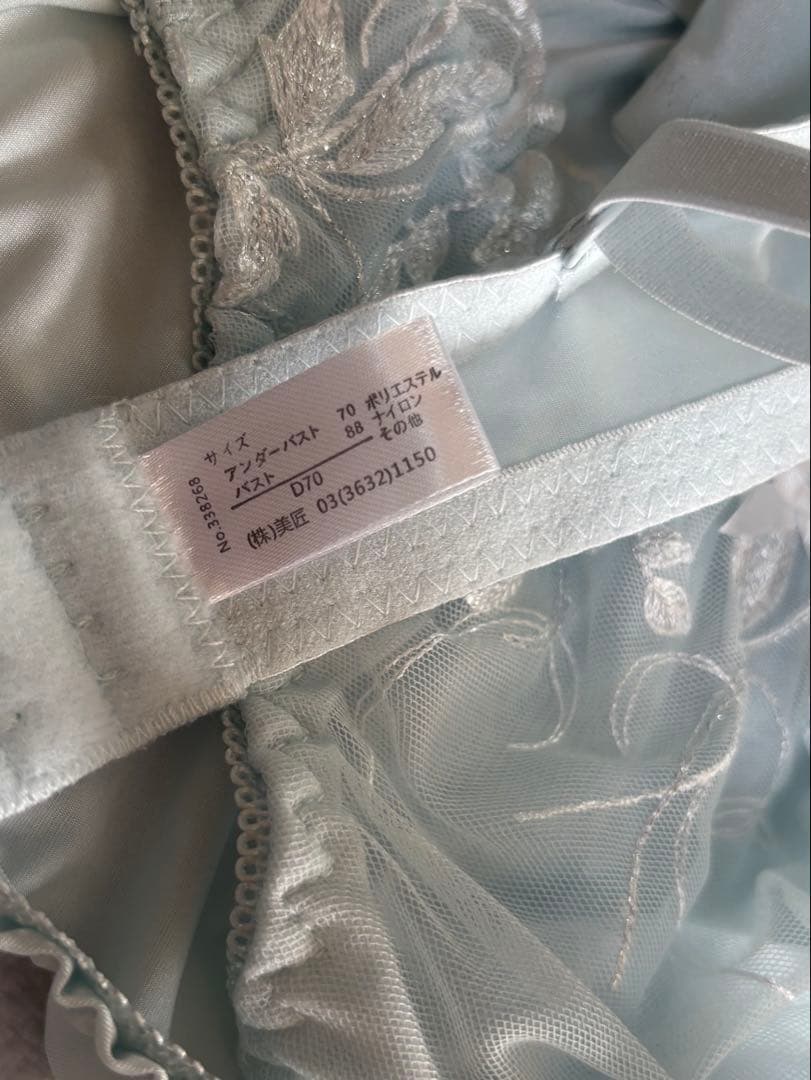 No.338268
サイズ
アンダーバスト 70 ポリエステル
バスト 88 ナイロン
D70 その他
(株)美匠 03(3632)1150